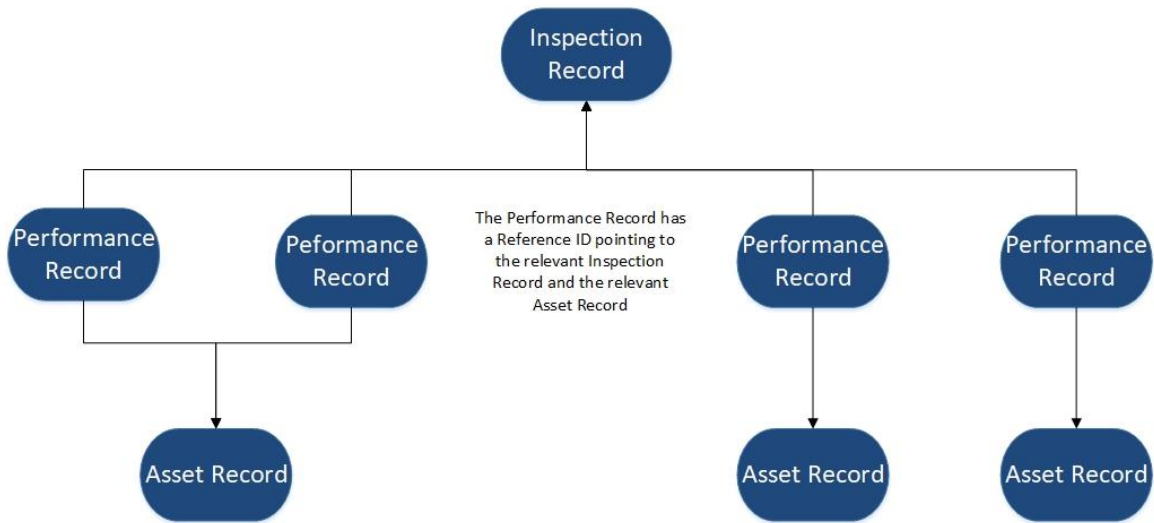 Inspection
Record
Performance
Record
Peformance
Record
The Performance Record has
a Reference ID pointing to
the relevant Inspection
Record and the relevant
Asset Record
Performance
Record
Performance
Record
Asset Record
Asset Record
Asset Record